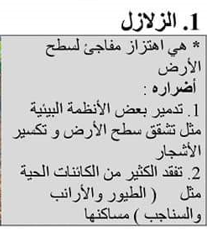 1. الزلازل
* هي اهتزاز مفاجئ لسطح
الأرض
أضراره :
1. تدمير بعض الأنظمة البيئية
مثل تشقق سطح الأرض و تكسير
الأشجار
2. تفقد الكثير من الكائنات الحية
مثل ( الطيور والأرانب
والسناجب ) مساكنها